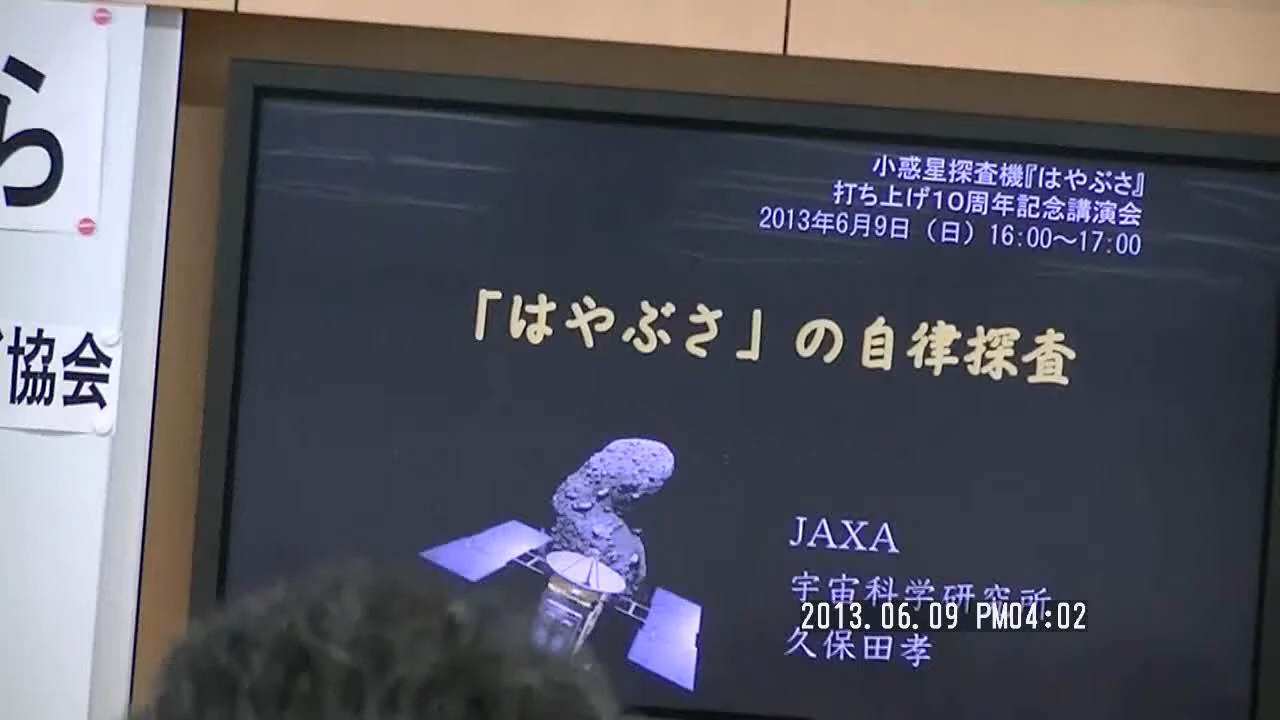 ら
協会
小惑星探査機『はやぶさ』
打ち上げ10周年記念講演会
2013年6月9日（日）16:00～17:00
「はやぶさ」の自律探査
JAXA
宇宙科学研究所
久保田孝
2013.06.09 PM04:02